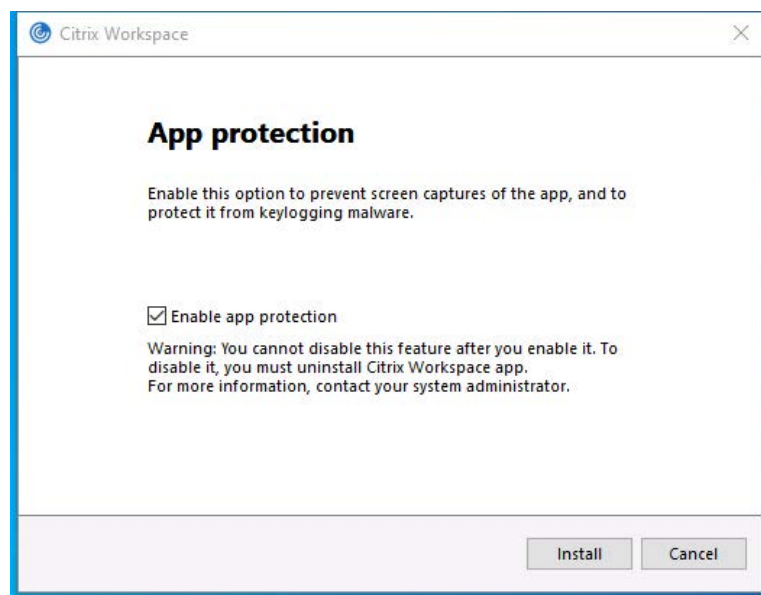 Citrix Workspace
App protection
Enable this option to prevent screen captures of the app, and to
protect it from keylogging malware.
Enable app protection
Warning: You cannot disable this feature after you enable it. To
disable it, you must uninstall Citrix Workspace app.
For more information, contact your system administrator.
Install Cancel